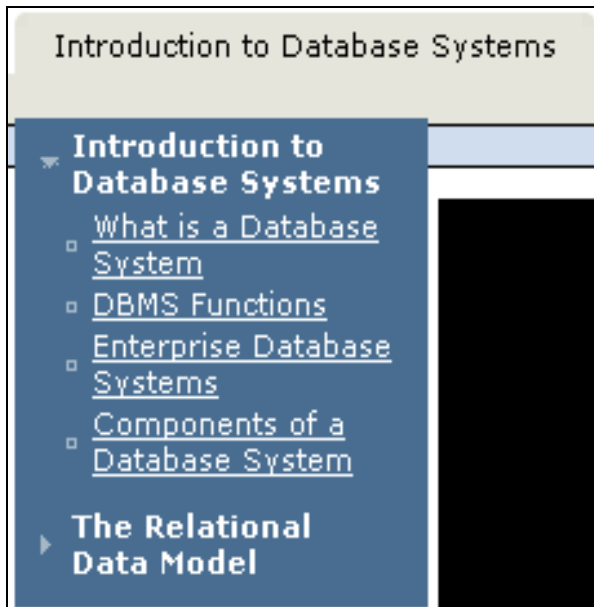 Introduction to Database Systems
Introduction to
Database Systems
What is a Database
System
DBMS Functions
Enterprise Database
Systems
Components of a
Database System
The Relational
Data Model